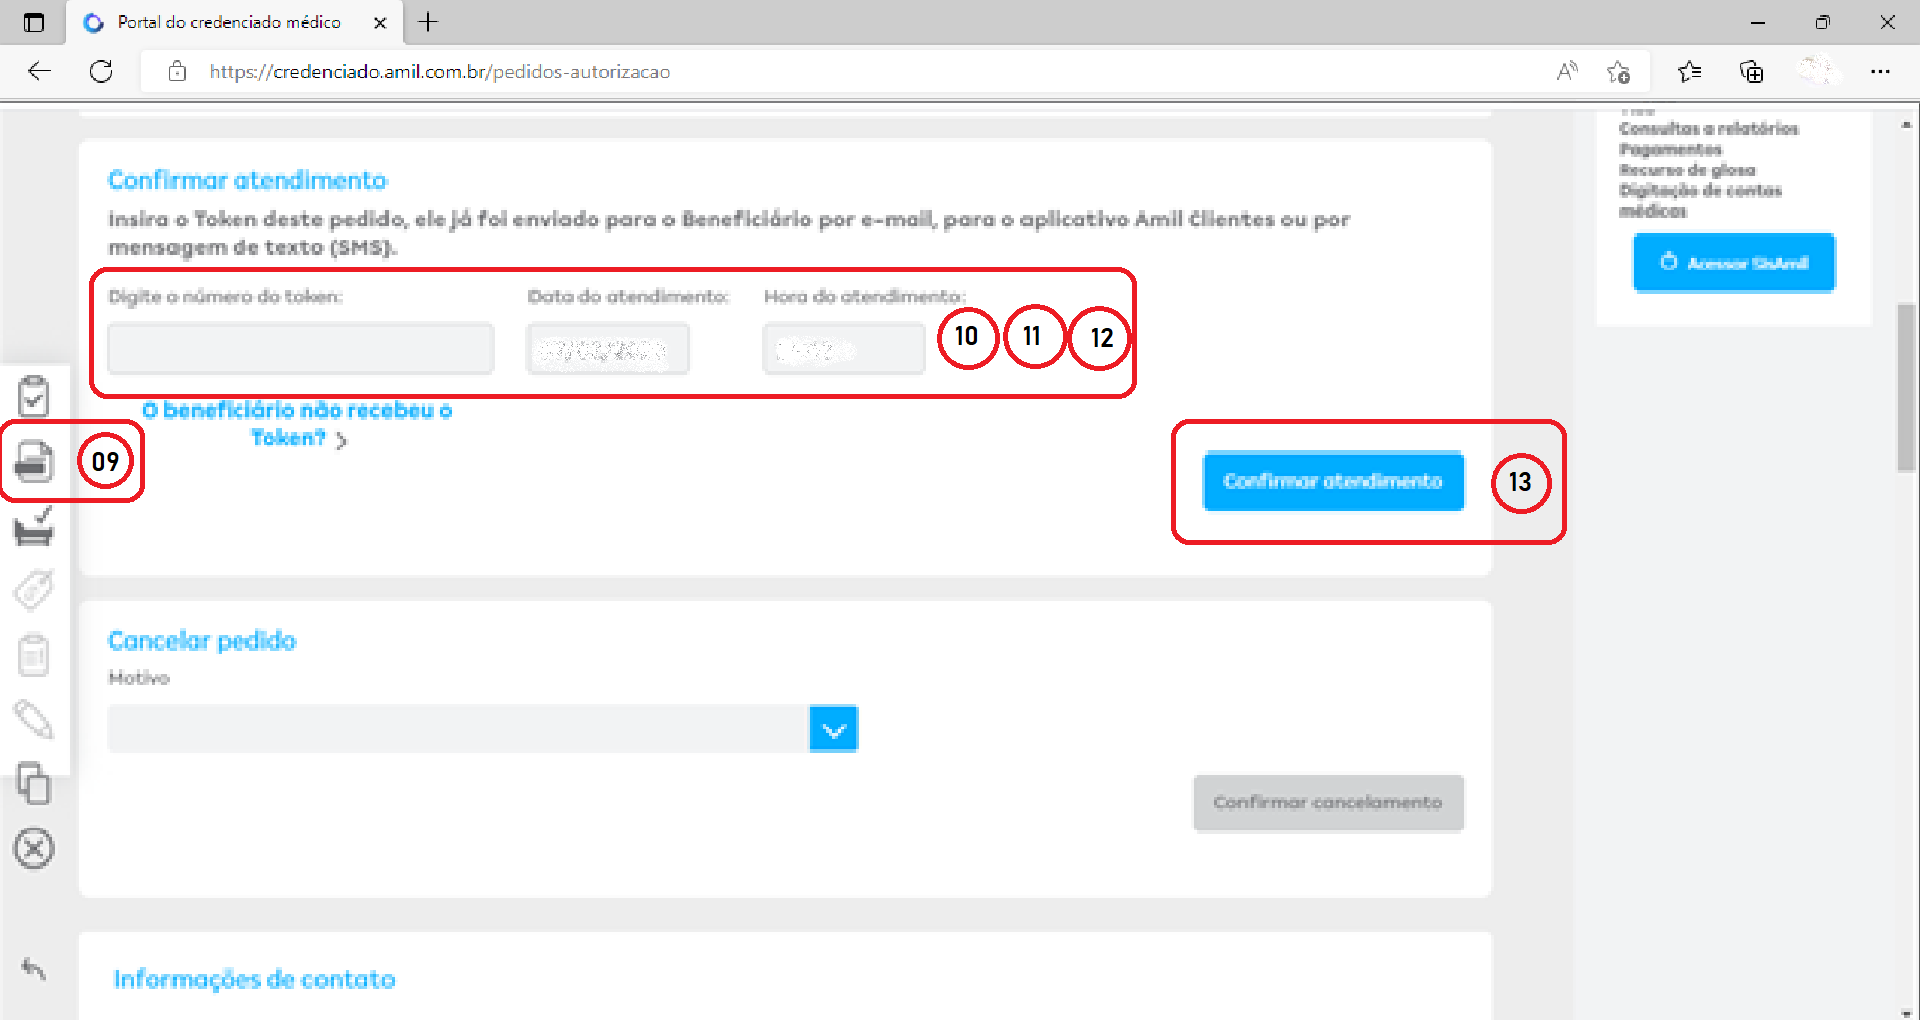 Portal do credenciado médico
https://credenciado.amil.com.br/pedidos-autorizacao
Consultas a relatórios
Pagamentos
Recurso de glosa
Digitação de contas
médicas
Acessar SisAmil
Confirmar atendimento
Insira o Token deste pedido, ele já foi enviado para o Beneficiário por e-mail, para o aplicativo Amil Clientes ou por
mensagem de texto (SMS).
Digite o número do token: Data do atendimento: Hora do atendimento:
10 11 12
O beneficiário não recebeu o
Token? >
09
Confirmar atendimento 13
Cancelar pedido
Motivo
Confirmar cancelamento
Informações de contato